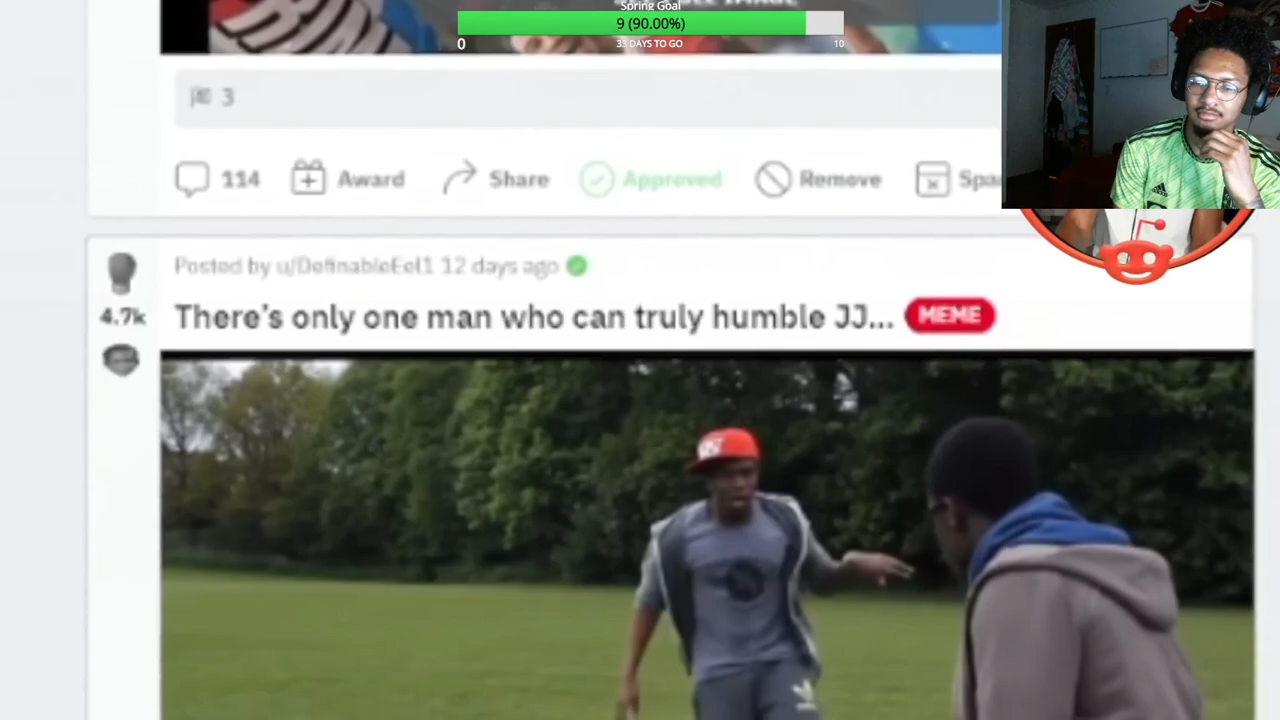 Spring Goal
9 (90.00%)
0
33 DAYS TO GO
10
3
114
Award
Share
Approved
Remove
Posted by u/DefinableEel1 12 days ago
4.7k
There's only one man who can truly humble JJ...
MEME